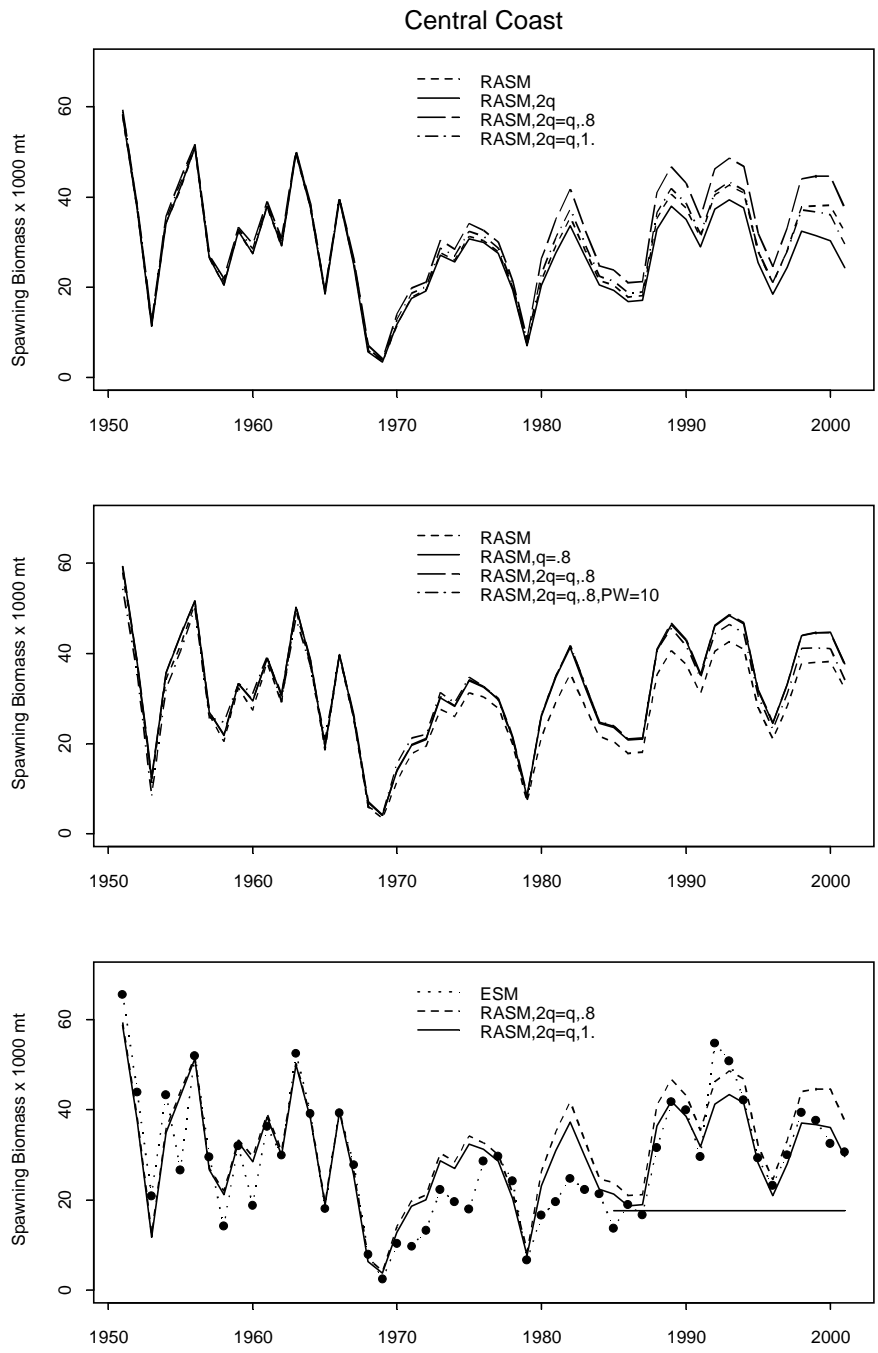 Central Coast
Spawning Biomass x 1000 mt
60
40
20
0
RASM
RASM,2q
RASM,2q=q,.8
RASM,2q=q,1.
1950 1960 1970 1980 1990 2000
Spawning Biomass x 1000 mt
60
40
20
0
RASM
RASM,q=.8
RASM,2q=q,.8
RASM,2q=q,.8,PW=10
1950 1960 1970 1980 1990 2000
Spawning Biomass x 1000 mt
60
40
20
0
ESM
RASM,2q=q,.8
RASM,2q=q,1.
1950 1960 1970 1980 1990 2000